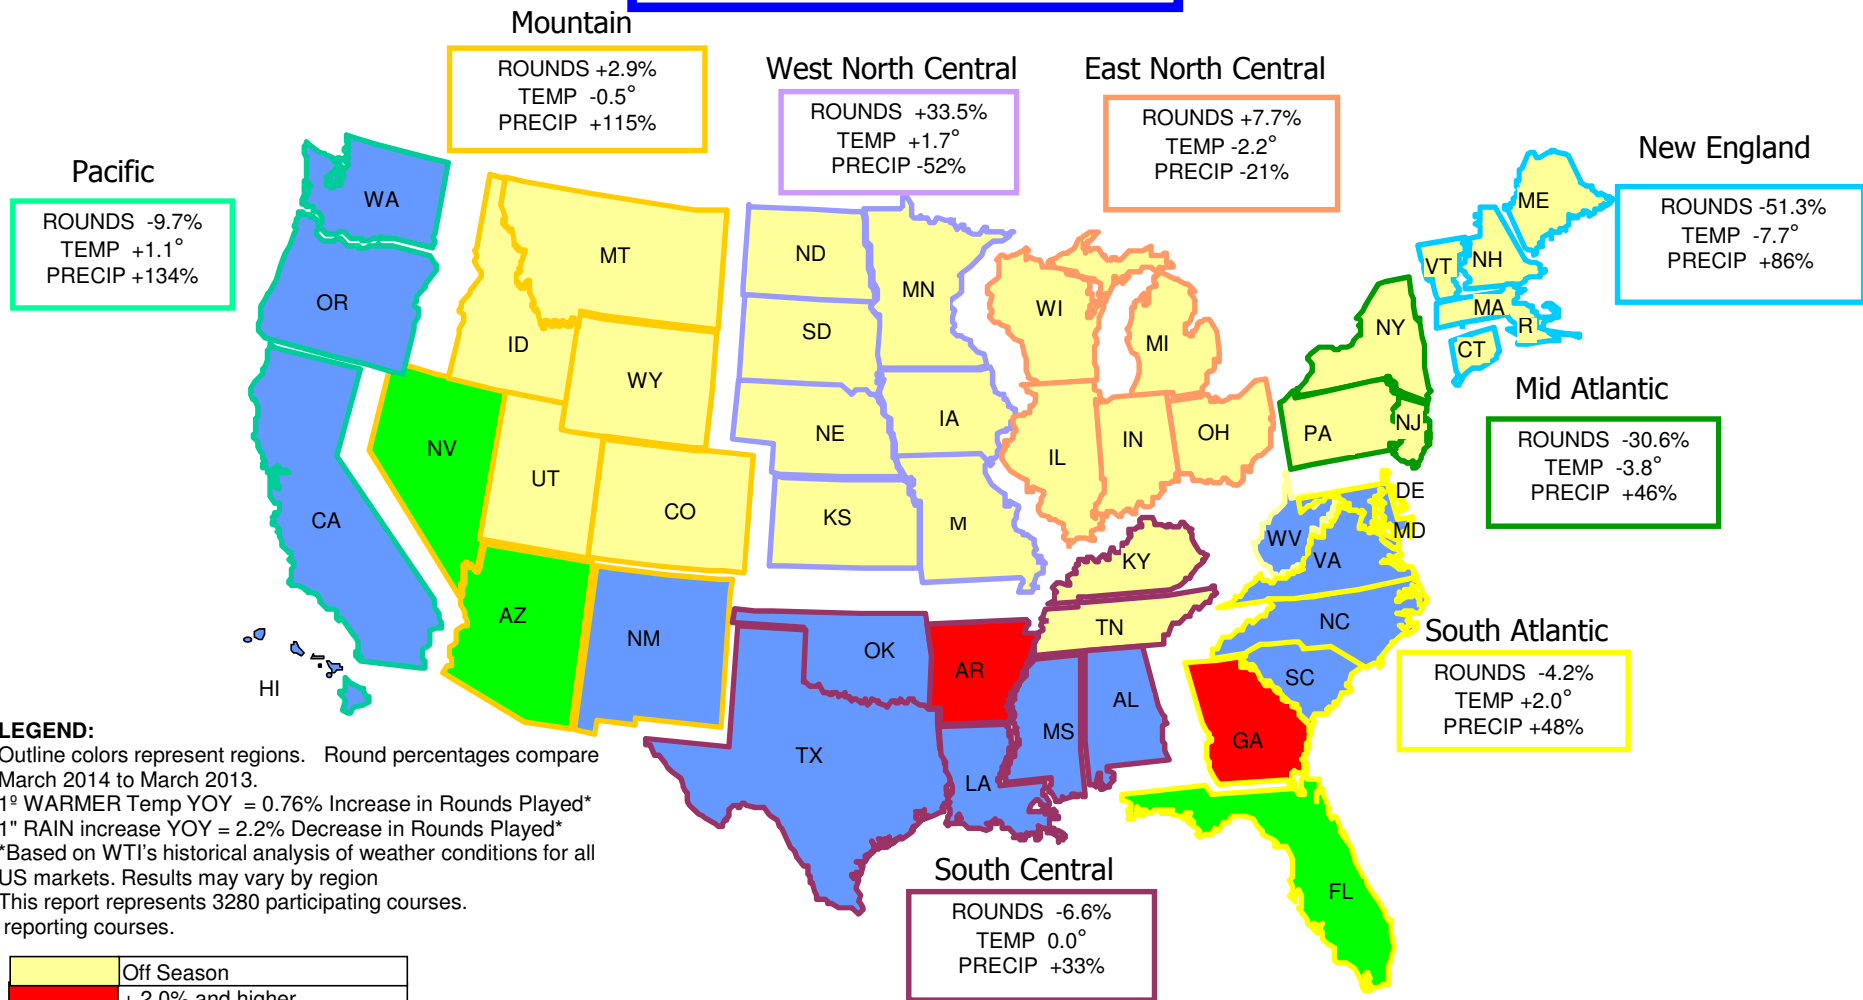 Mountain
ROUNDS +2.9%
TEMP -0.5°
PRECIP +115%
West North Central
ROUNDS +33.5%
TEMP +1.7°
PRECIP -52%
East North Central
ROUNDS +7.7%
TEMP -2.2°
PRECIP -21%
New England
ROUNDS -51.3%
TEMP -7.7°
PRECIP +86%
Pacific
ROUNDS -9.7%
TEMP +1.1°
PRECIP +134%
Mid Atlantic
ROUNDS -30.6%
TEMP -3.8°
PRECIP +46%
South Atlantic
ROUNDS -4.2%
TEMP +2.0°
PRECIP +48%
South Central
ROUNDS -6.6%
TEMP 0.0°
PRECIP +33%
WA
OR
CA
HI
MT
ID
WY
NV
UT
CO
AZ
NM
ND
SD
NE
KS
MN
IA
M
WI
MI
IL
IN
OH
KY
TN
OK
AR
TX
LA
MS
AL
ME
VT
NH
MA
R
CT
NY
PA
NJ
DE
MD
WV
VA
NC
SC
GA
FL
LEGEND:
Outline colors represent regions. Round percentages compare
March 2014 to March 2013.
1º WARMER Temp YOY = 0.76% Increase in Rounds Played*
1" RAIN increase YOY = 2.2% Decrease in Rounds Played*
*Based on WTI's historical analysis of weather conditions for all
US markets. Results may vary by region
This report represents 3280 participating courses.
reporting courses.
Off Season
+ 2.0% and higher